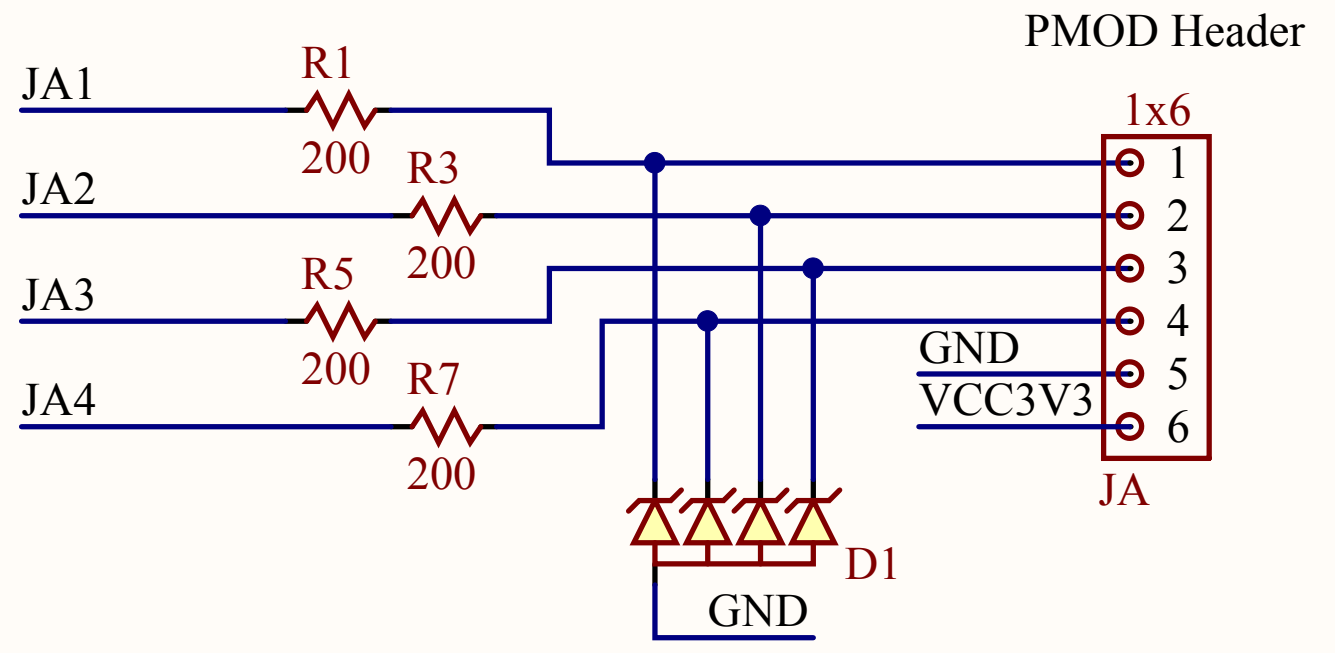 PMOD Header
JA1
R1
200
JA2
R3
200
JA3
R5
200
JA4
R7
200
1x6
1
2
3
4
GND
5
VCC3V3
6
JA
D1
GND